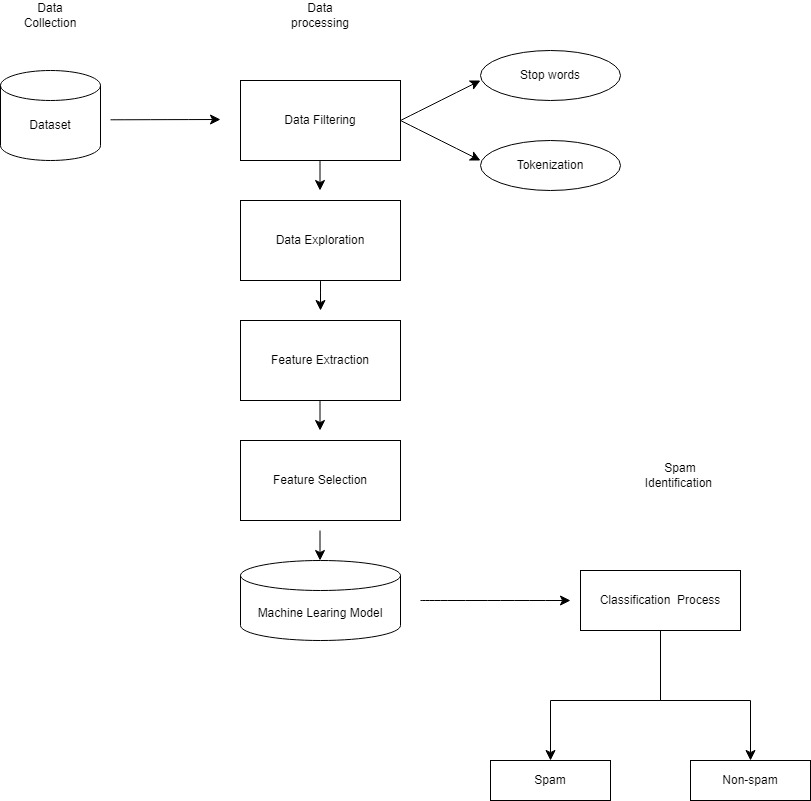 Data
Collection
Data
processing
Dataset
Data Filtering
Stop words
Tokenization
Data Exploration
Feature Extraction
Feature Selection
Spam
Identification
Machine Learing Model
Classification  Process
Spam
Non-spam